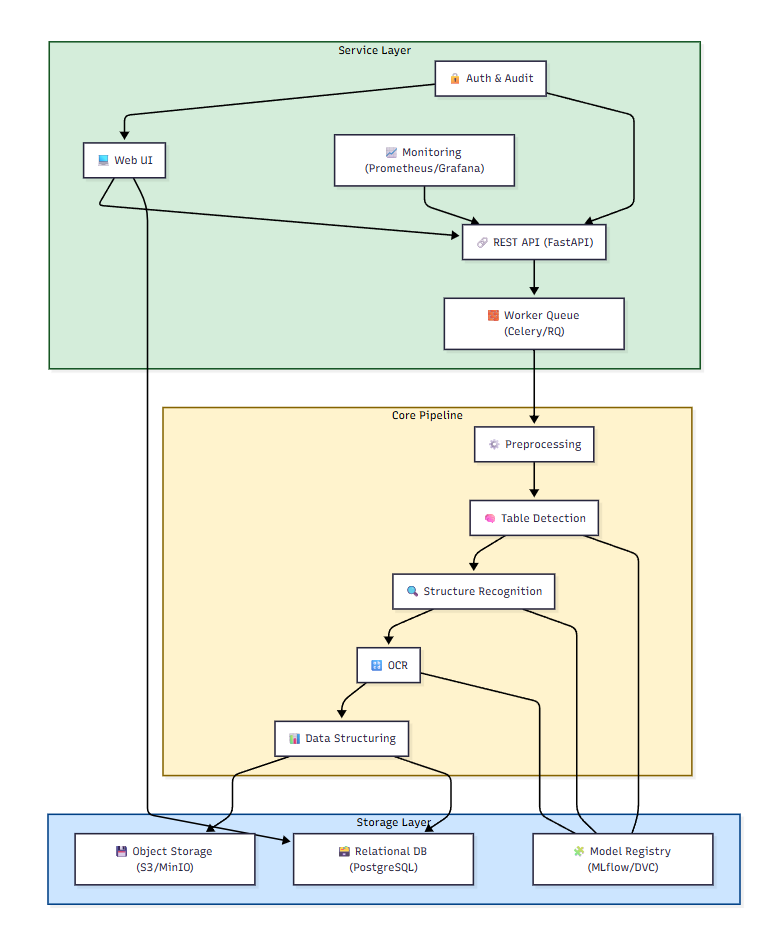 Service Layer
Auth & Audit
Web UI
Monitoring
(Prometheus/Grafana)
REST API (FastAPI)
Worker Queue
(Celery/RQ)
Core Pipeline
Preprocessing
Table Detection
Structure Recognition
OCR
Data Structuring
Storage Layer
Object Storage
(S3/MinIO)
Relational DB
(PostgreSQL)
Model Registry
(MLflow/DVC)